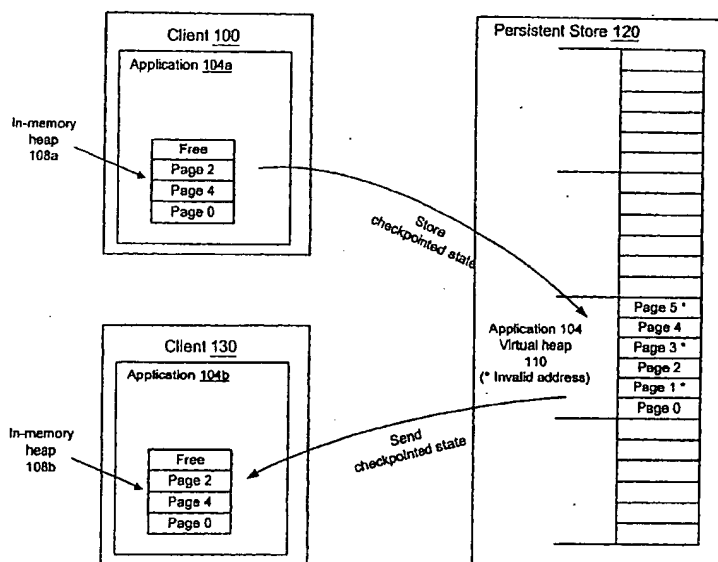 Client 100
Application 104a
In-memory
heap
108a
Free
Page 2
Page 4
Page 0
Store
checkpointed state
Persistent Store 120
Page 5 *
Page 4
Page 3 *
Page 2
Page 1 *
Page 0
Application 104
Virtual heap
110
(* Invalid address)
Send
checkpointed state
Client 130
Application 104b
In-memory
heap
108b
Free
Page 2
Page 4
Page 0